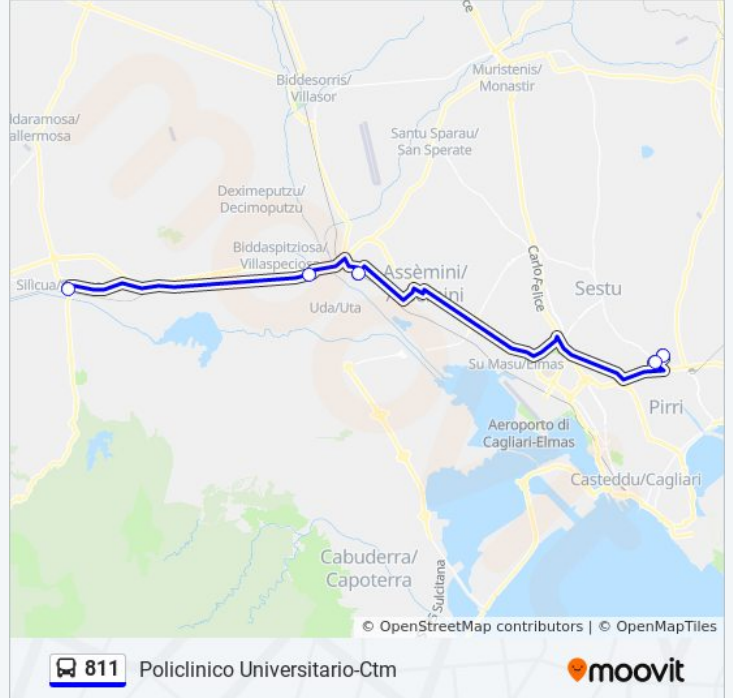 ce
Biddesorris/
Villasor
Muristenis/
Monastir
ldaramosa/
allermosa
Santu Sparau/
San Sperate
Deximeputzu/
Decimoputzu
Biddaspitziosa/
Villaspeciosa
Assèmini/
Silìcua/
Uda/Uta
Carlo Felice
Sestu
Su Masu/Elmas
Pirri
Aeroporto di
Cagliari-Elmas
Casteddu/Cagliari
Cabuderra/
Capoterra
Sulcitana
© OpenStreetMap contributors | © OpenMapTiles
811 Policlinico Universitario-Ctm
moovit